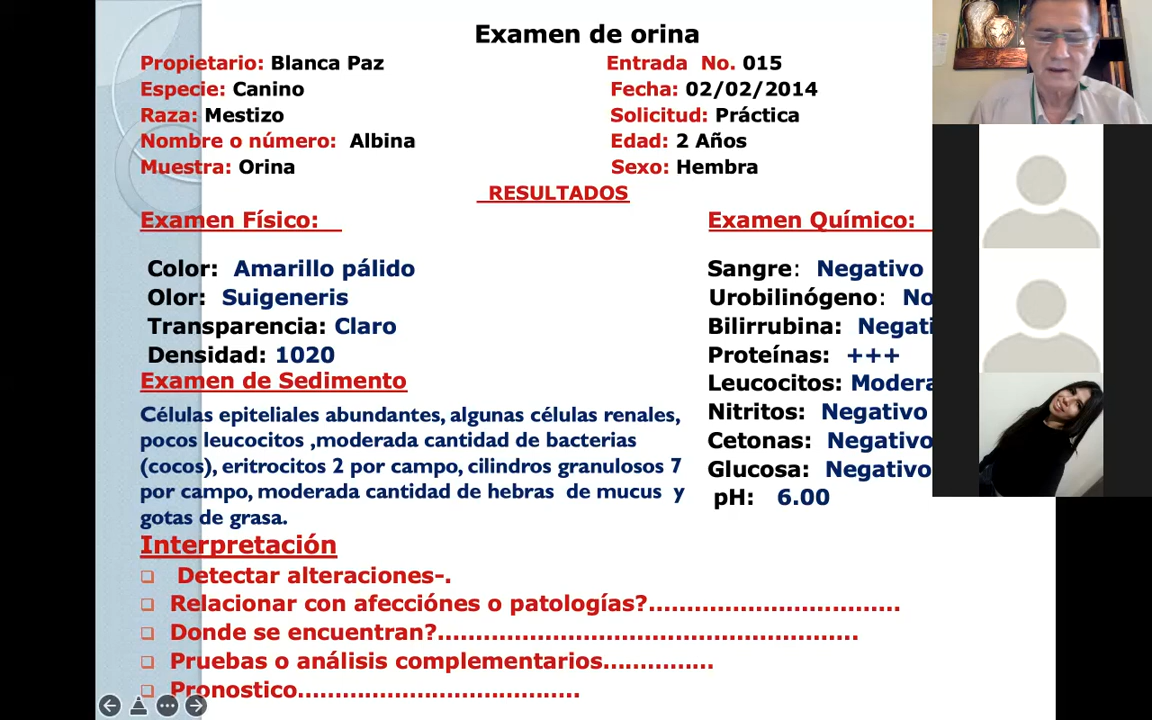 Examen de orina
Propietario: Blanca Paz
Entrada No. 015
Especie: Canino
Fecha: 02/02/2014
Raza: Mestizo
Solicitud: Práctica
Nombre o número: Albina
Edad: 2 Años
Muestra: Orina
Sexo: Hembra
RESULTADOS
Examen Físico:
Color: Amarillo pálido
Olor: Suigeneris
Transparencia: Claro
Densidad: 1020
Examen Químico:
Sangre: Negativo
Urobilinógeno:
Bilirrubina:
Proteínas: +++
Leucocitos:
Nitritos: Negativo
Cetonas: Negativo
Glucosa: Negativo
pH: 6.00
Examen de Sedimento
Células epiteliales abundantes, algunas células renales,
pocos leucocitos ,moderada cantidad de bacterias
(cocos), eritrocitos 2 por campo, cilindros granulosos 7
por campo, moderada cantidad de hebras de mucus y
gotas de grasa.
Interpretación
Detectar alteraciones-.
Relacionar con afecciónes o patologías?.................................
Donde se encuentran?.......................................................
Pruebas o análisis complementarios..............
Pronostico.....................................